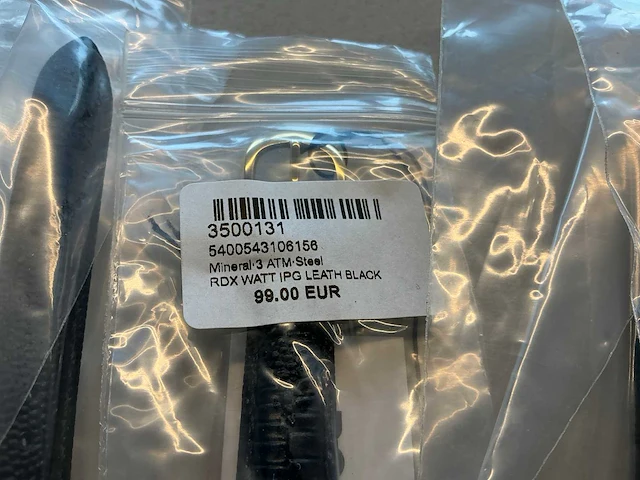 3500131
5400543106156
Mineral·3 ATM·Steel
RDX WATT IPG LEATH BLACK
99.00 EUR